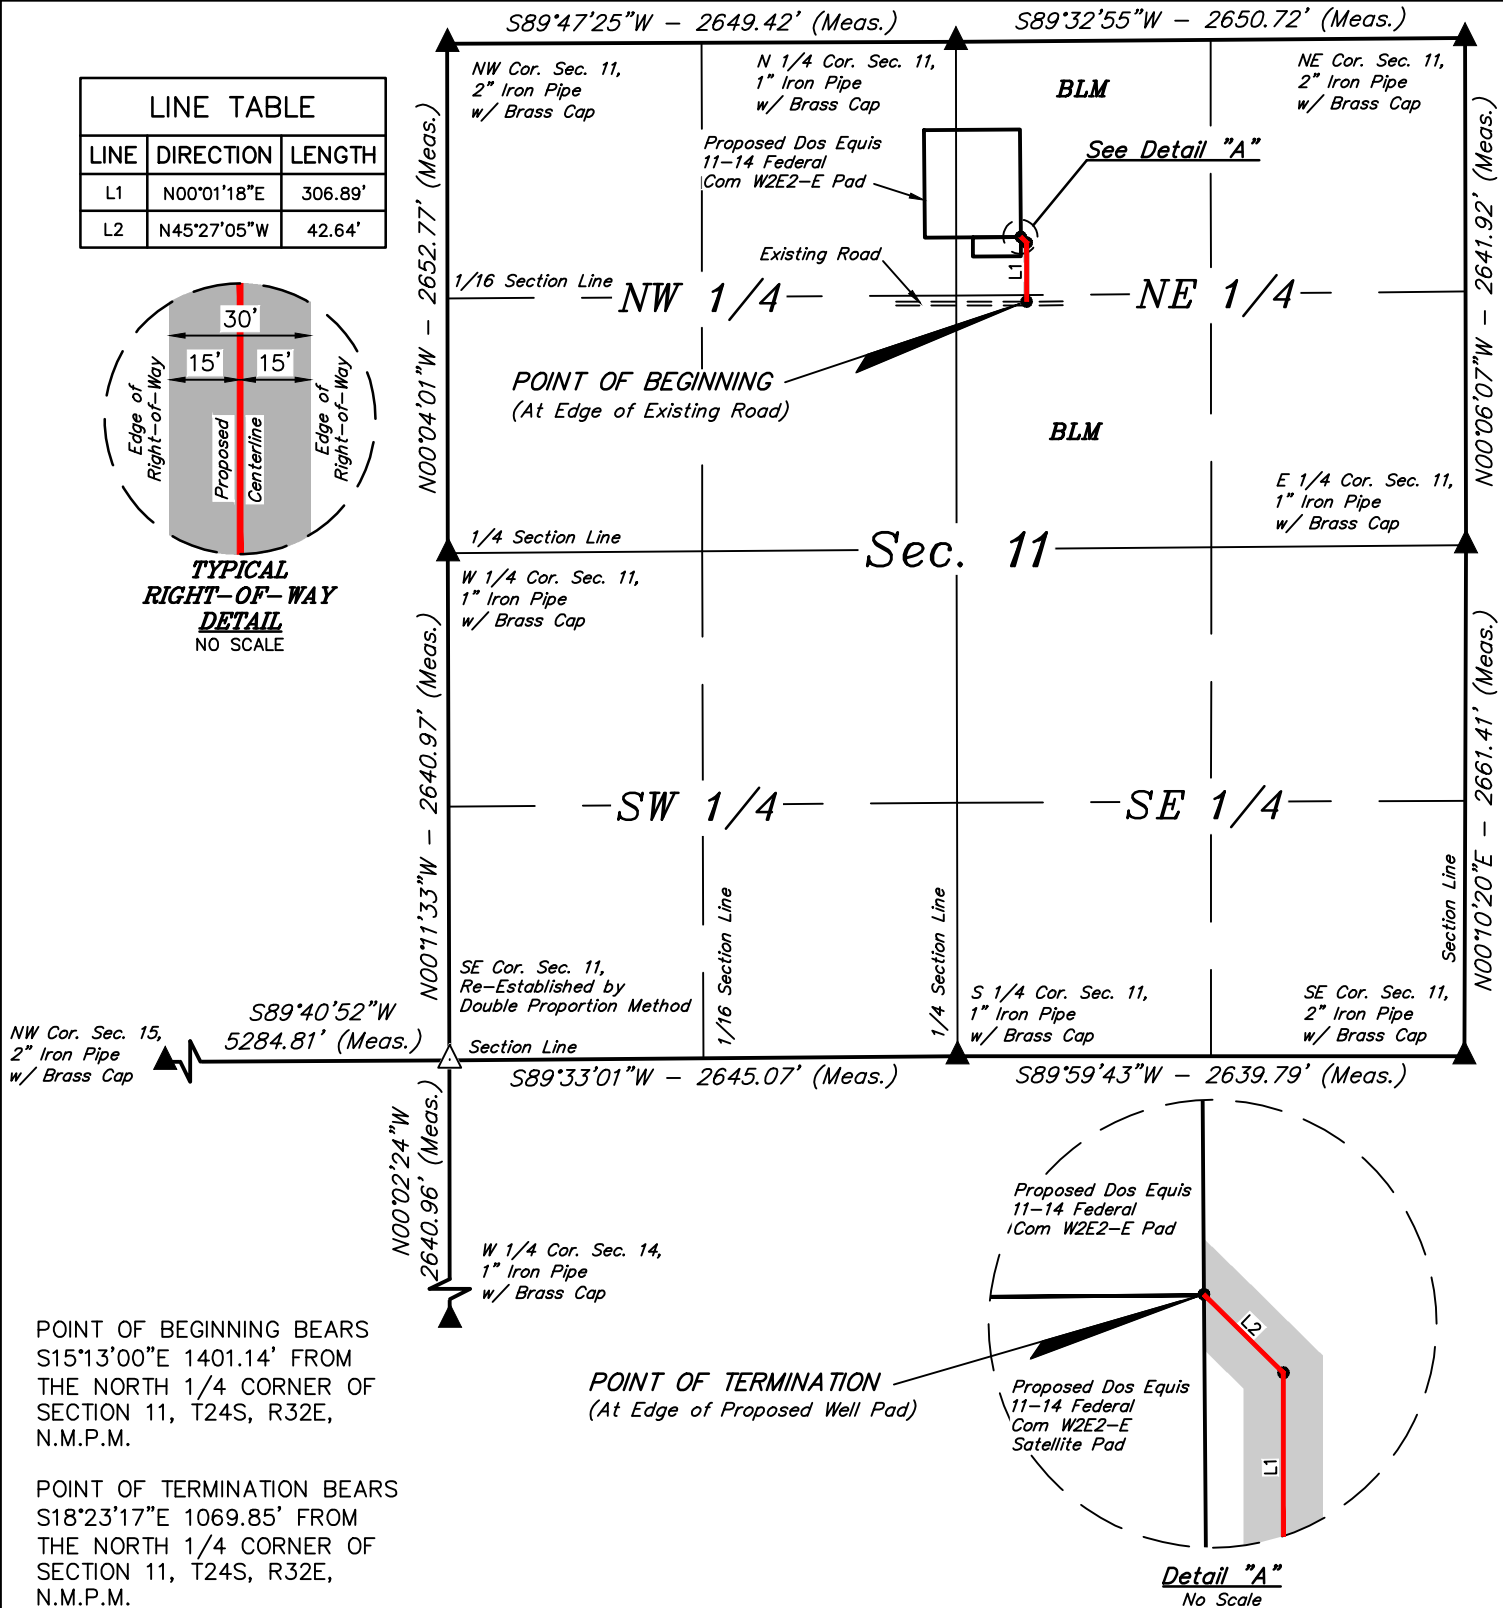 S89°47'25"W - 2649.42' (Meas.)
S89°32'55"W - 2650.72' (Meas.)
LINE TABLE
LINE DIRECTION LENGTH
L1 N00°01'18"E 306.89'
L2 N45°27'05"W 42.64'
NW Cor. Sec. 11,
2" Iron Pipe
w/ Brass Cap
N 1/4 Cor. Sec. 11,
1" Iron Pipe
w/ Brass Cap
BLM
NE Cor. Sec. 11,
2" Iron Pipe
w/ Brass Cap
Proposed Dos Equis
11-14 Federal
Com W2E2-E Pad
See Detail "A"
N00°04'01"W - 2652.77' (Meas.)
N00°06'07"W - 2641.92' (Meas.)
Existing Road
L1
1/16 Section Line
NW 1/4
NE 1/4
30'
15' 15'
Edge of
Right-of-Way
Proposed
Centerline
Edge of
Right-of-Way
TYPICAL
RIGHT-OF-WAY
DETAIL
NO SCALE
POINT OF BEGINNING
(At Edge of Existing Road)
BLM
E 1/4 Cor. Sec. 11,
1" Iron Pipe
w/ Brass Cap
1/4 Section Line
Sec. 11
W 1/4 Cor. Sec. 11,
1" Iron Pipe
w/ Brass Cap
N00°11'33"W - 2640.97' (Meas.)
N00°10'20"E - 2661.41' (Meas.)
SW 1/4
SE 1/4
1/16 Section Line
1/4 Section Line
Section Line
SE Cor. Sec. 11,
Re-Established by
Double Proportion Method
S 1/4 Cor. Sec. 11,
1" Iron Pipe
w/ Brass Cap
SE Cor. Sec. 11,
2" Iron Pipe
w/ Brass Cap
S89°40'52"W
5284.81' (Meas.)
NW Cor. Sec. 15,
2" Iron Pipe
w/ Brass Cap
Section Line
S89°33'01"W - 2645.07' (Meas.)
S89°59'43"W - 2639.79' (Meas.)
N00°02'24"W
2640.96' (Meas.)
W 1/4 Cor. Sec. 14,
1" Iron Pipe
w/ Brass Cap
Proposed Dos Equis
11-14 Federal
Com W2E2-E Pad
L2
POINT OF TERMINATION
(At Edge of Proposed Well Pad)
Proposed Dos Equis
11-14 Federal
Com W2E2-E
Satellite Pad
L1
Detail "A"
No Scale
POINT OF BEGINNING BEARS
S15°13'00"E 1401.14' FROM
THE NORTH 1/4 CORNER OF
SECTION 11, T24S, R32E,
N.M.P.M.
POINT OF TERMINATION BEARS
S18°23'17"E 1069.85' FROM
THE NORTH 1/4 CORNER OF
SECTION 11, T24S, R32E,
N.M.P.M.